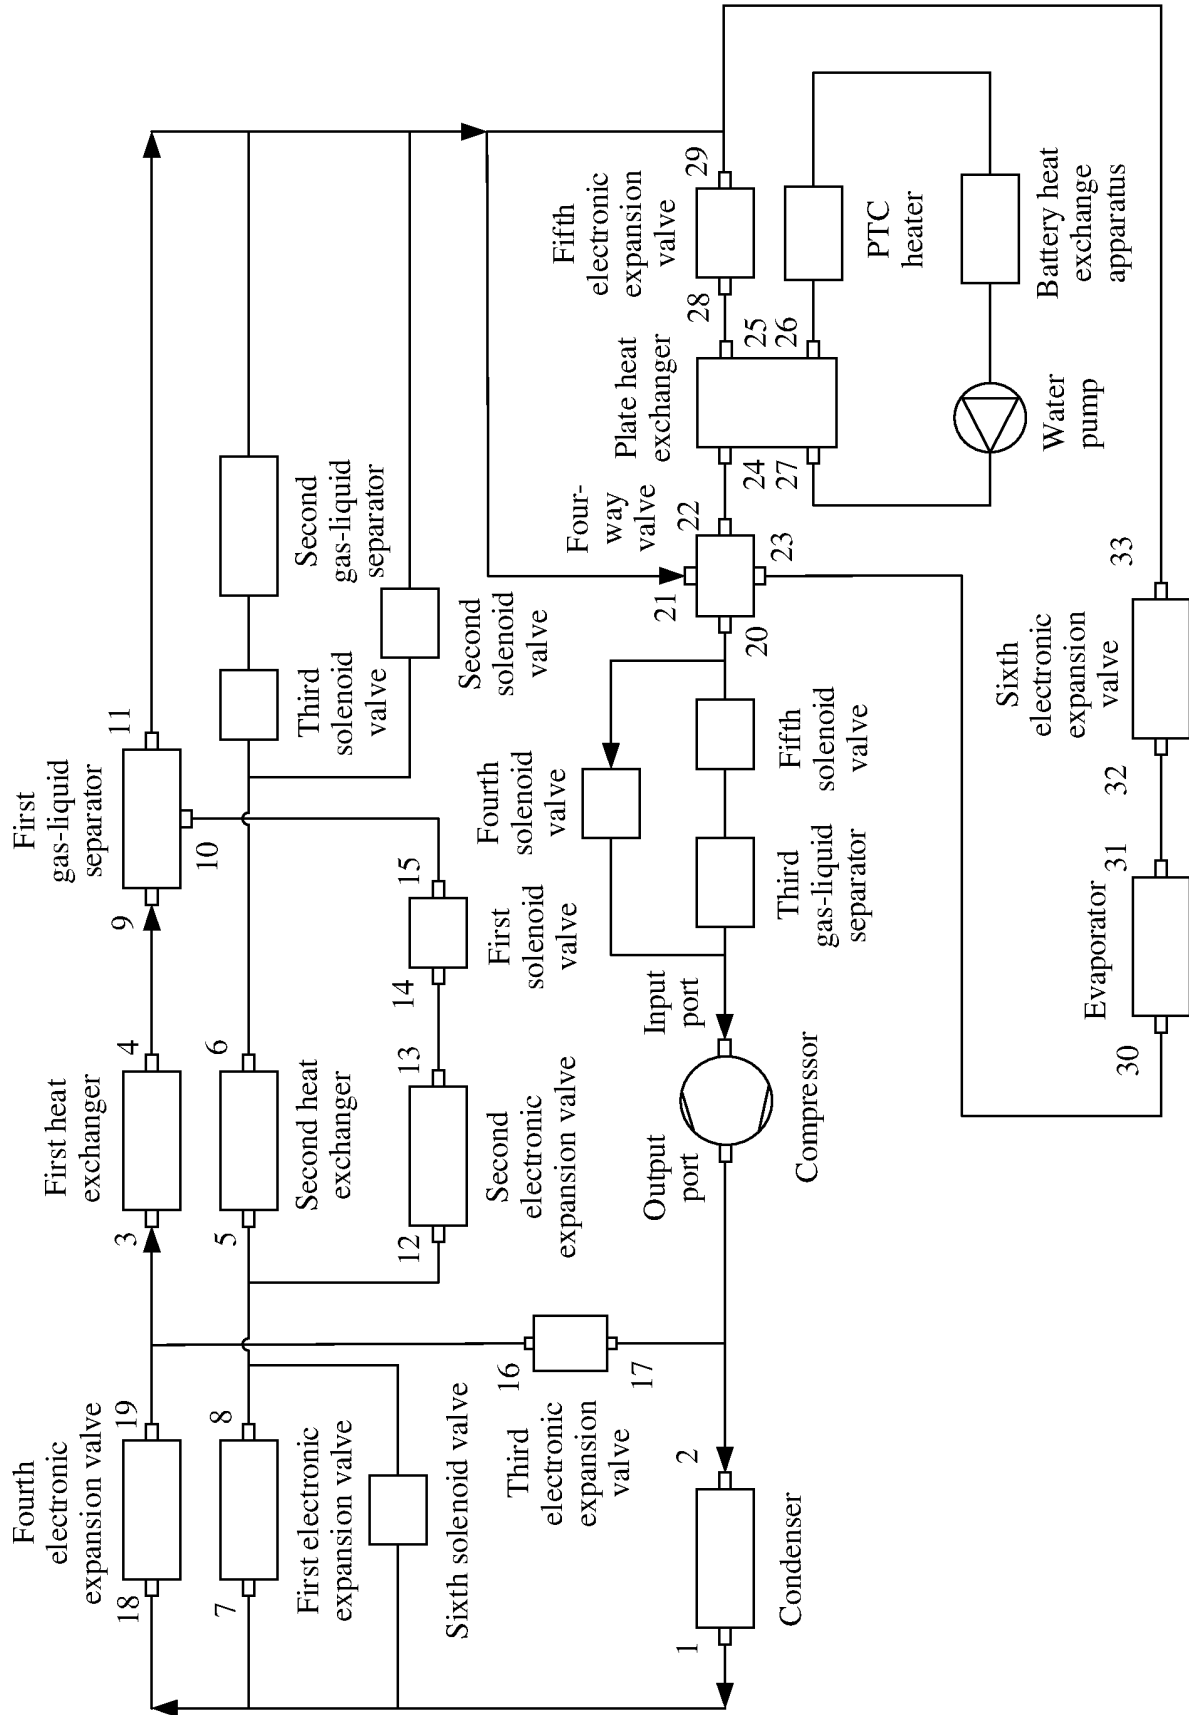 Fourth
electronic
expansion valve
18
19
3
First heat
exchanger
4
9
First
gas-liquid
separator
10
11
7
First electronic
expansion valve
8
5
Second heat
exchanger
6
Third
solenoid
valve
Second
gas-liquid
separator
Sixth solenoid valve
12
Second
electronic
expansion valve
13
14
First
solenoid
valve
15
Second
solenoid
valve
16
Third
electronic
expansion
valve
17
Fourth
solenoid
valve
21
Four-
way
valve
22
Plate heat
exchanger
28
Fifth
electronic
expansion
valve
29
1
Condenser
2
Output
port
Compressor
Input
port
Third
gas-liquid
separator
Fifth
solenoid
valve
20
23
24
27
25
26
PTC
heater
Water
pump
Battery heat
exchange
apparatus
30
Evaporator
31
32
Sixth
electronic
expansion
valve
33